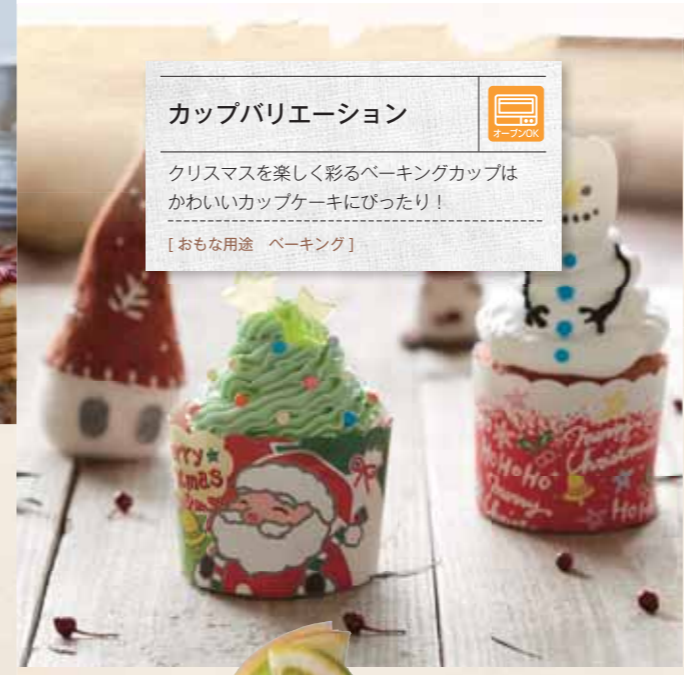 カップバリエーション
オーブンOK
クリスマスを楽しく彩るベーキングカップは
かわいいカップケーキにぴったり！
[ おもな用途　ベーキング ]
HoHoHo
merry
Christmas